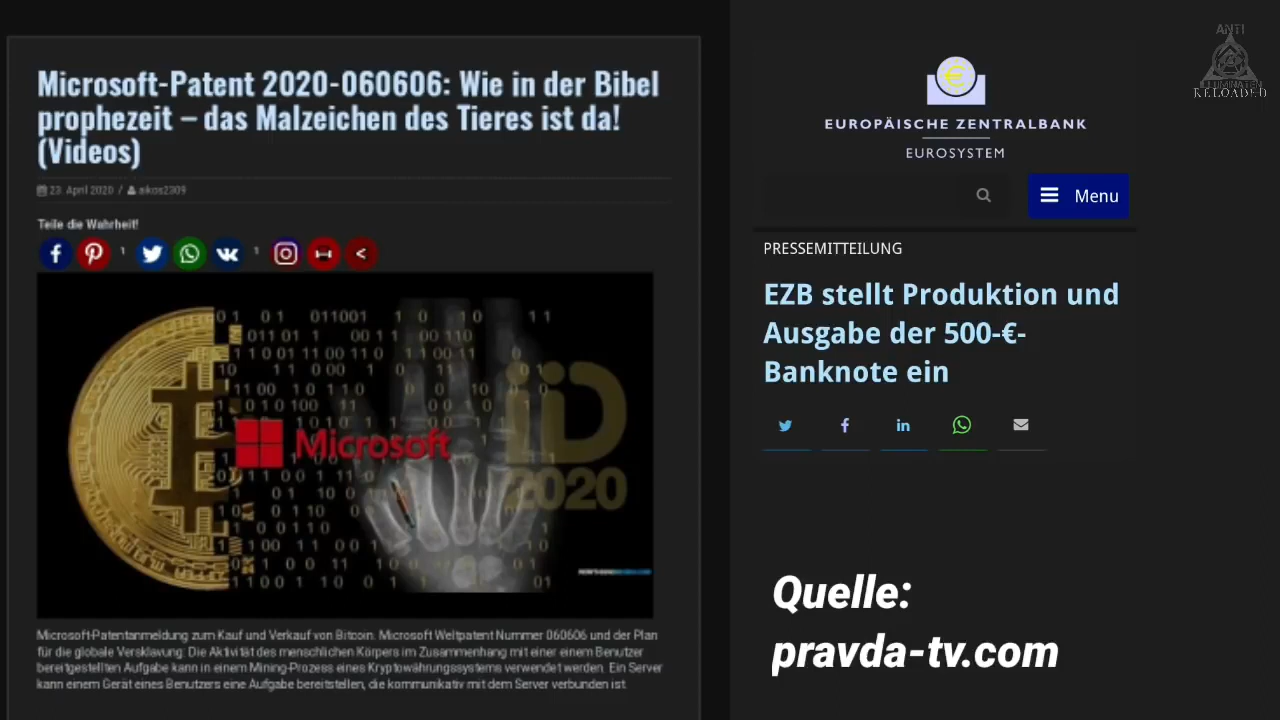 Microsoft-Patent 2020-060606: Wie in der Bibel
prophezeit – das Malzeichen des Tieres ist da!
(Videos)
23. April 2020 / aikos2309
Teile die Wahrheit!
1
1
Microsoft
iD
2020
Microsoft-Patentanmeldung zum Kauf und Verkauf von Bitcoin. Microsoft Weltpatent Nummer 060606 und der Plan
für die globale Versklavung: Die Aktivität des menschlichen Körpers im Zusammenhang mit einer einem Benutzer
bereitgestellten Aufgabe kann in einem Mining-Prozess eines Kryptowährungssystems verwendet werden. Ein Server
kann einem Gerät eines Benutzers eine Aufgabe bereitstellen, die kommunikativ mit dem Server verbunden ist.
ANTI
ILLUMINATEN
RELOADED
EUROPÄISCHE ZENTRALBANK
EUROSYSTEM
Menu
PRESSEMITTEILUNG
EZB stellt Produktion und
Ausgabe der 500-€-
Banknote ein
Quelle:
pravda-tv.com